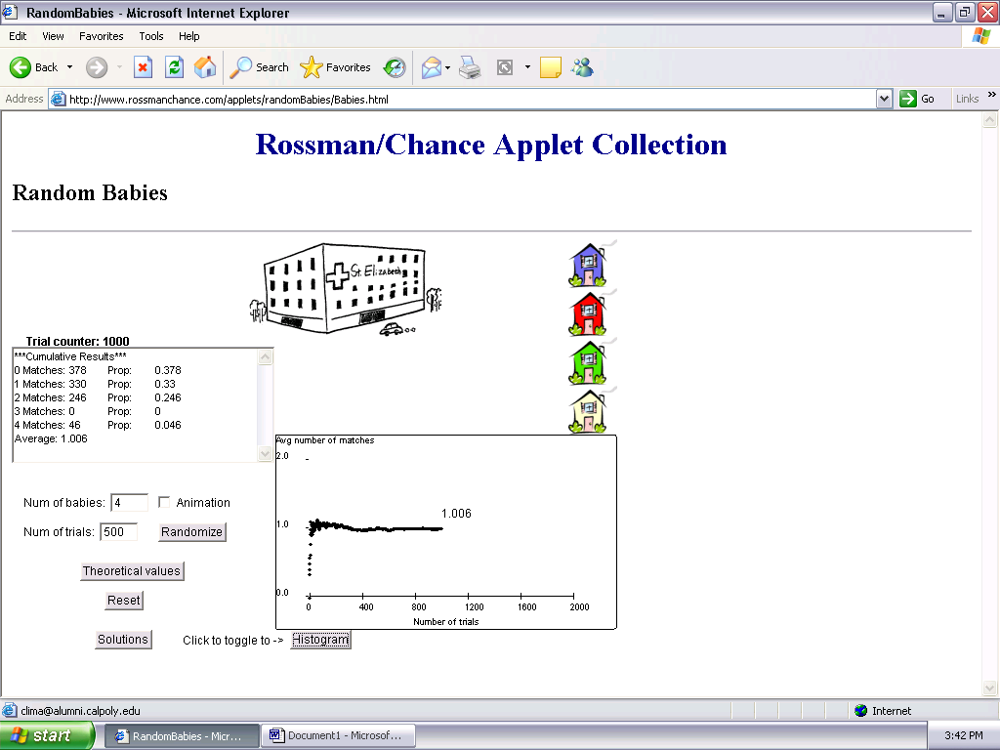 RandomBabies - Microsoft Internet Explorer
Edit View Favorites Tools Help
Back Search Favorites
Address http://www.rossmanchance.com/applets/randomBabies/Babies.html Go Links »
Rossman/Chance Applet Collection
Random Babies
St. Elizabeth
Trial counter: 1000
***Cumulative Results***
0 Matches: 378 Prop: 0.378
1 Matches: 330 Prop: 0.33
2 Matches: 246 Prop: 0.246
3 Matches: 0 Prop: 0
4 Matches: 46 Prop: 0.046
Average: 1.006
Avg number of matches
2.0
1.006
1.0
0.0
0 400 800 1200 1600 2000
Number of trials
Num of babies: 4 Animation
Num of trials: 500 Randomize
Theoretical values
Reset
Solutions Click to toggle to -> Histogram
clima@alumni.calpoly.edu Internet
start RandomBabies - Micr... Document1 - Microsof... 3:42 PM